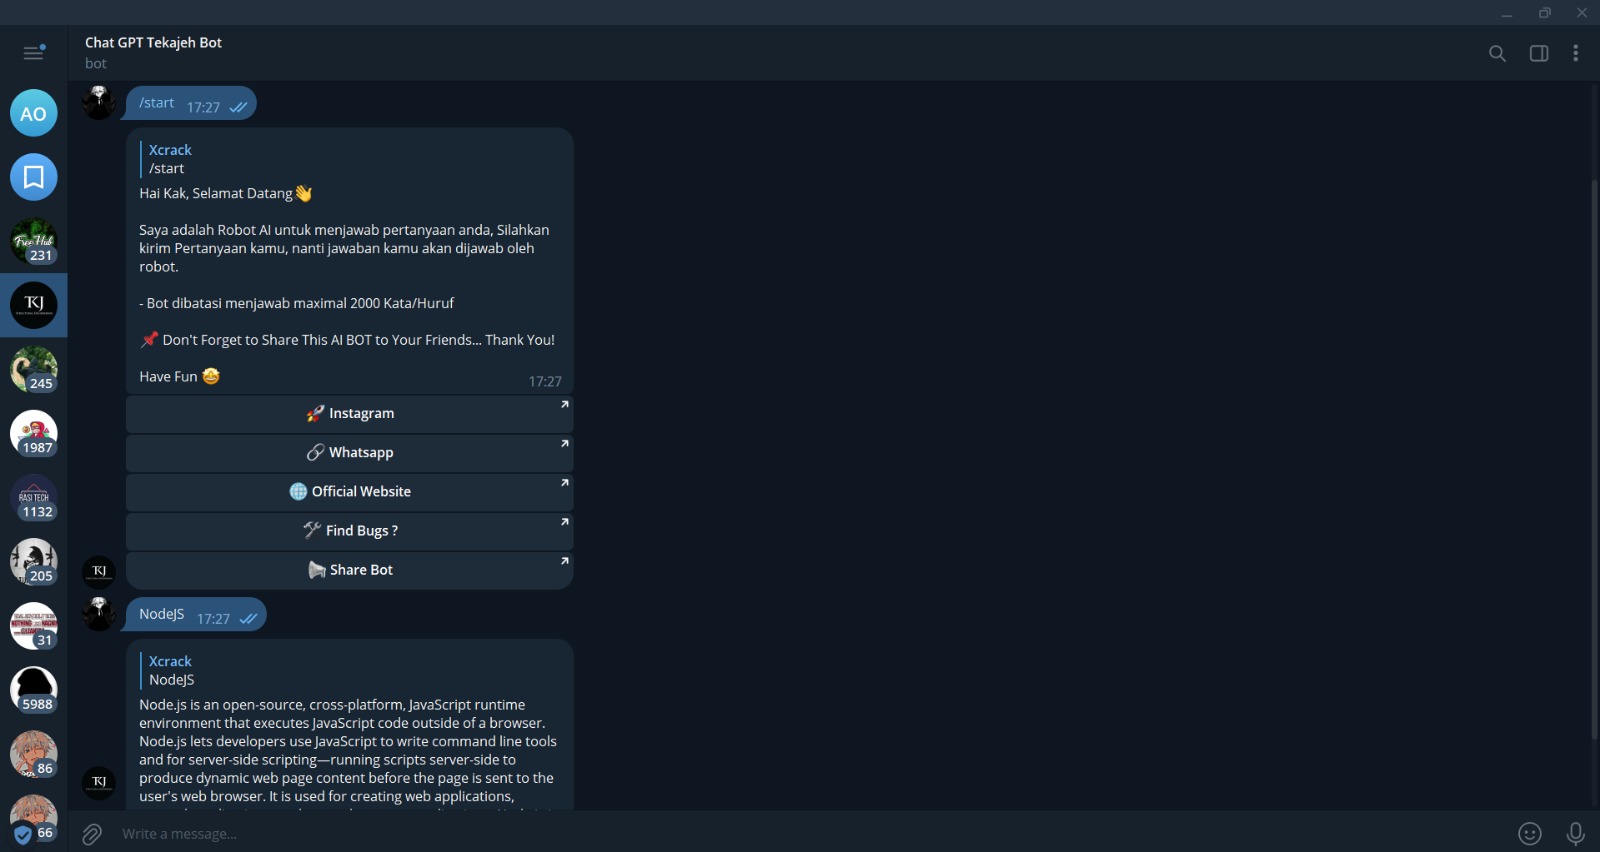 Chat GPT Tekajeh Bot
bot
AO
Free Hub
231
TKJ
245
1987
RASI TECH
1132
205
31
5988
86
66
/start 17:27
Xcrack
/start
Hai Kak, Selamat Datang👋
Saya adalah Robot AI untuk menjawab pertanyaan anda, Silahkan
kirim Pertanyaan kamu, nanti jawaban kamu akan dijawab oleh
robot.
- Bot dibatasi menjawab maximal 2000 Kata/Huruf
📌 Don't Forget to Share This AI BOT to Your Friends... Thank You!
Have Fun 🤩
17:27
🚀 Instagram
🔗 Whatsapp
🌐 Official Website
🛠 Find Bugs ?
📢 Share Bot
TKJ
NodeJS 17:27
Xcrack
NodeJS
Node.js is an open-source, cross-platform, JavaScript runtime
environment that executes JavaScript code outside of a browser.
Node.js lets developers use JavaScript to write command line tools
and for server-side scripting—running scripts server-side to
produce dynamic web page content before the page is sent to the
user's web browser. It is used for creating web applications,
TKJ
Write a message...